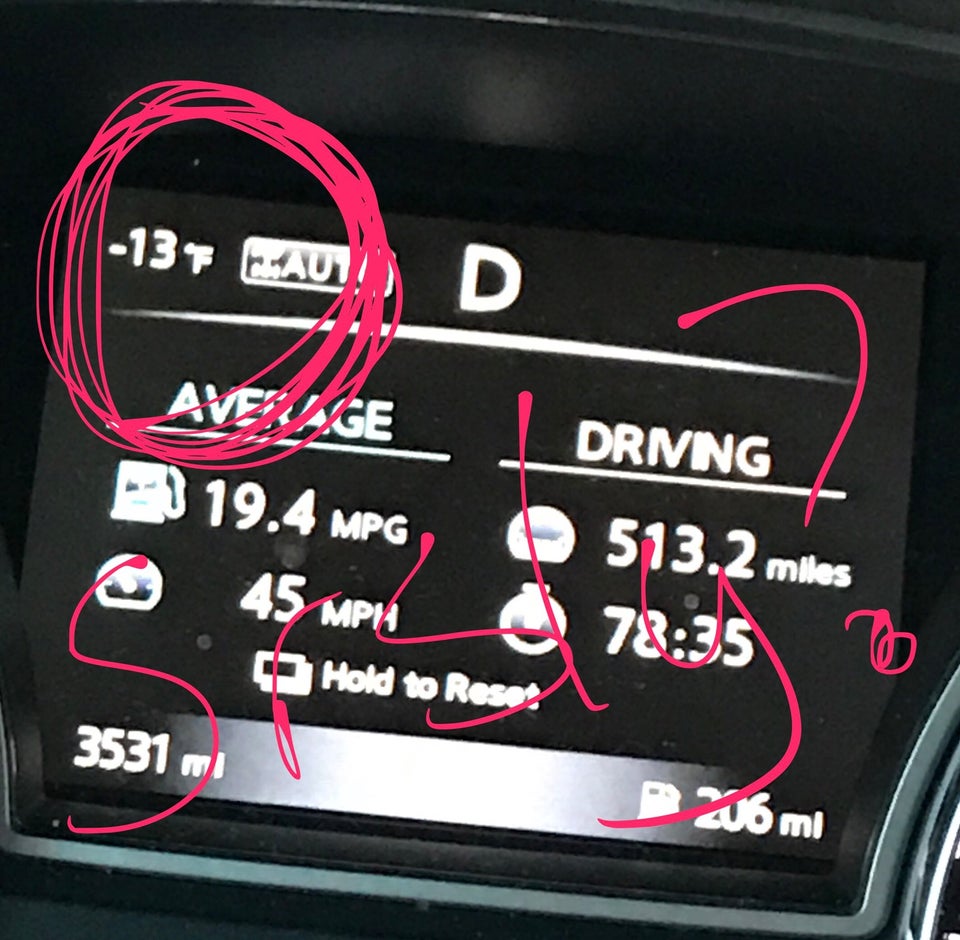 -13°F AUTO D
AVERAGE DRIVING
19.4 MPG 513.2 miles
45 MPH 78:35
Hold to Reset
3531 mi 206 mi
Srsly?